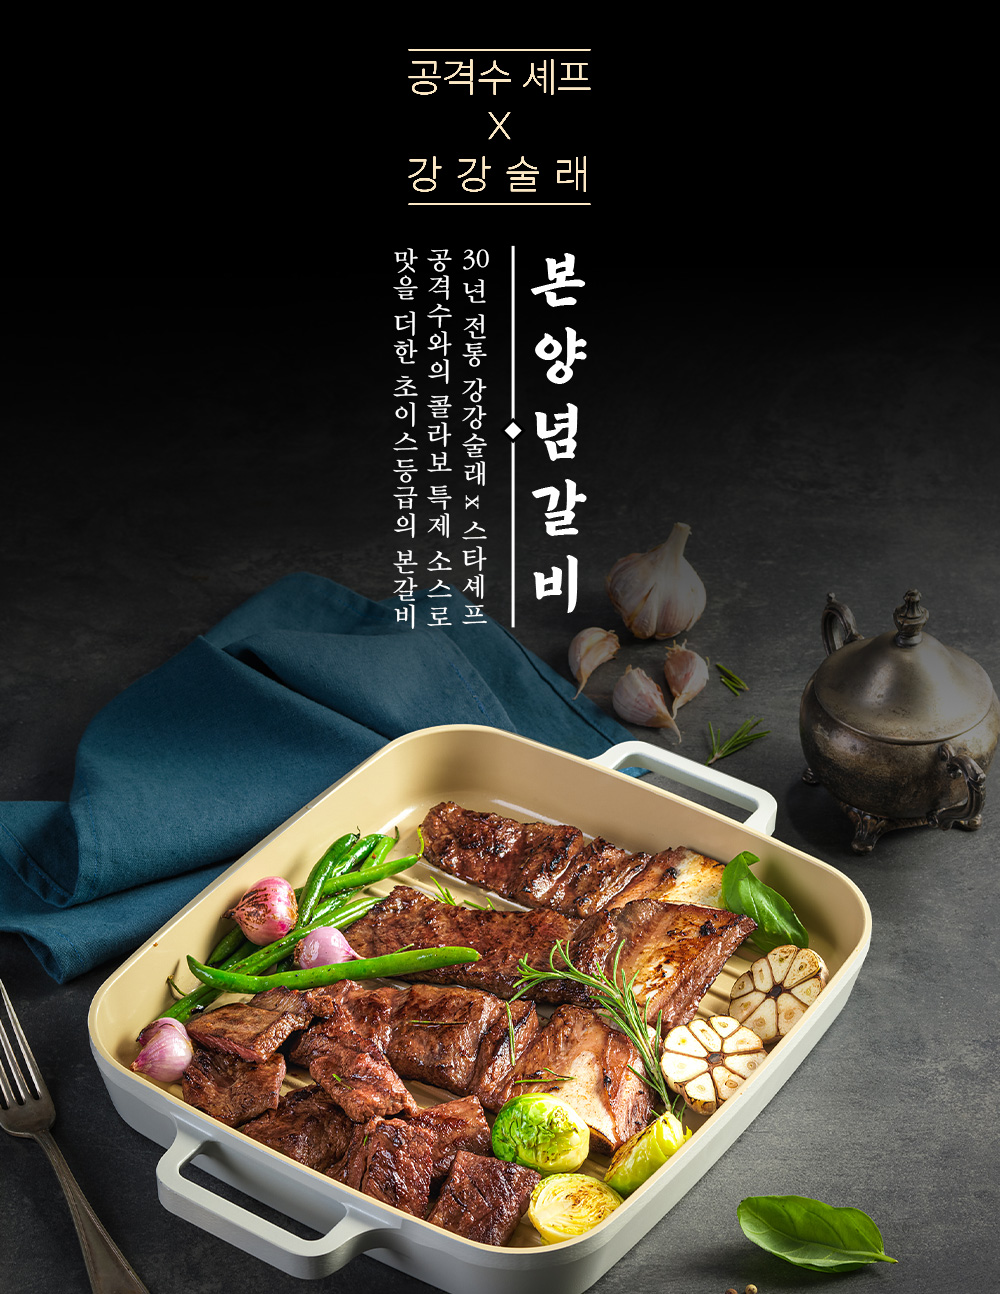 공격수 셰프
X
강강술래
본양념갈비
30년 전통 강강술래 x 스타셰프
공격수와의 콜라보 특제 소스로
맛을 더한 초이스등급의 본갈비